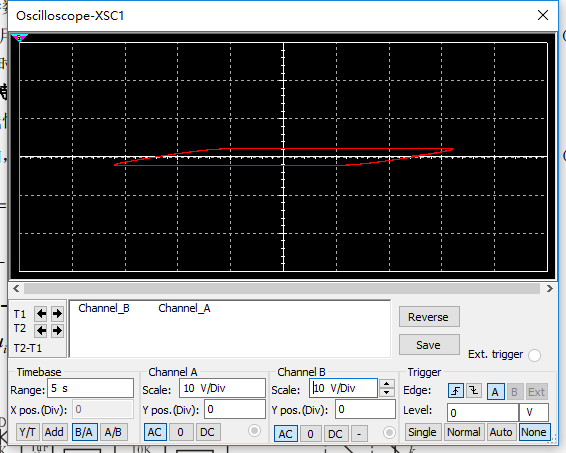 Oscilloscope-XSC1
T1
T2
T2-T1
Channel_B Channel_A
Reverse
Save
Ext. trigger
Timebase
Range: 5 s
X pos.(Div): 0
Y/T Add B/A A/B
Channel A
Scale: 10 V/Div
Y pos.(Div): 0
AC 0 DC
Channel B
Scale: 10 V/Div
Y pos.(Div): 0
AC 0 DC -
Trigger
Edge: A B Ext
Level: 0 V
Single Normal Auto None
10K